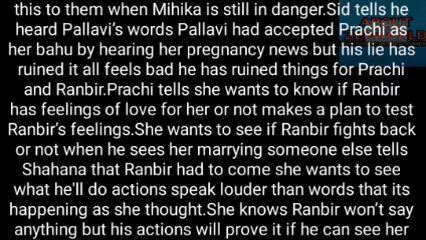 this to them when Mihika is still in danger.Sid tells he
heard Pallavi's words Pallavi had accepted Prachi as
her bahu by hearing her pregnancy news but his lie has
ruined it all feels bad he has ruined things for Prachi
and Ranbir.Prachi tells she wants to know if Ranbir
has feelings of love for her or not makes a plan to test
Ranbir's feelings.She wants to see if Ranbir fights back
or not when he sees her marrying someone else tells
Shahana that Ranbir had to come she wants to see
what he'll do actions speak louder than words that its
happening as she thought.She knows Ranbir won't say
anything but his actions will prove it if he can see her